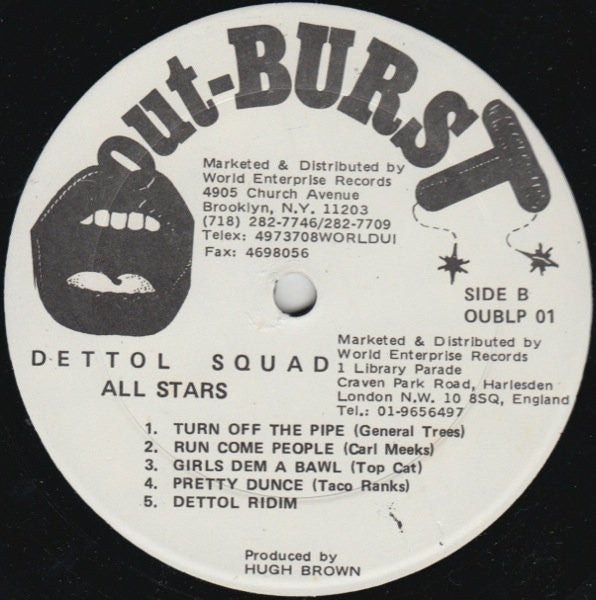 out-BURST
Marketed & Distributed by
World Enterprise Records
4905 Church Avenue
Brooklyn, N.Y. 11203
(718) 282-7746/282-7709
Telex: 4973708WORLDUI
Fax: 4698056
SIDE B
OUBLP 01
DETTOL SQUAD
ALL STARS
Marketed & Distributed by
World Enterprise Records
1 Library Parade
Craven Park Road, Harlesden
London N.W. 10 8SQ, England
Tel.: 01-9656497
1. TURN OFF THE PIPE (General Trees)
2. RUN COME PEOPLE (Carl Meeks)
3. GIRLS DEM A BAWL (Top Cat)
4. PRETTY DUNCE (Taco Ranks)
5. DETTOL RIDIM
Produced by
HUGH BROWN